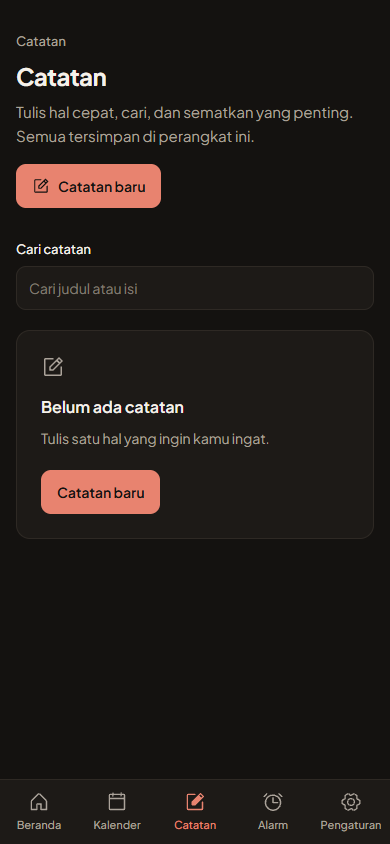 Catatan
Catatan
Tulis hal cepat, cari, dan sematkan yang penting.
Semua tersimpan di perangkat ini.
Catatan baru
Cari catatan
Cari judul atau isi
Belum ada catatan
Tulis satu hal yang ingin kamu ingat.
Catatan baru
Beranda
Kalender
Catatan
Alarm
Pengaturan